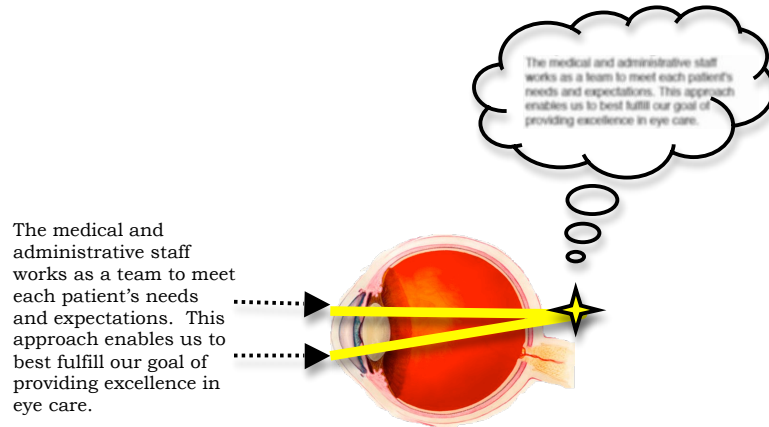 The medical and administrative staff
works as a team to meet each patient's
needs and expectations. This approach
enables us to best fulfill our goal of
providing excellence in eye care.
The medical and
administrative staff
works as a team to meet
each patient’s needs
and expectations.  This
approach enables us to
best fulfill our goal of
providing excellence in
eye care.